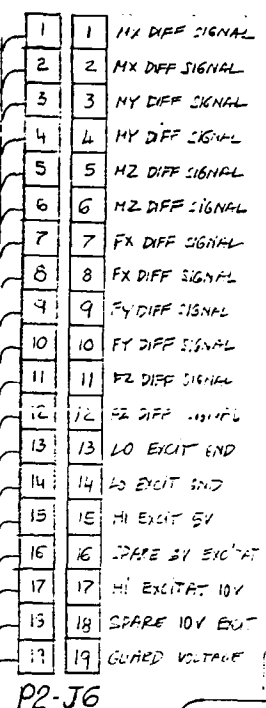 1 1 MX DIFF SIGNAL
2 2 MX DIFF SIGNAL
3 3 MY DIFF SIGNAL
4 4 MY DIFF SIGNAL
5 5 MZ DIFF SIGNAL
6 6 MZ DIFF SIGNAL
7 7 FX DIFF SIGNAL
8 8 FX DIFF SIGNAL
9 9 FY DIFF SIGNAL
10 10 FY DIFF SIGNAL
11 11 FZ DIFF SIGNAL
12 12 FZ DIFF SIGNAL
13 13 LO EXCIT GND
14 14 LO EXCIT GND
15 15 HI EXCIT 5V
16 16 SPARE 5V EXCITAT
17 17 HI EXCITAT 10V
18 18 SPARE 10V EXCIT
19 19 GUARD VOLTAGE
P2-J6